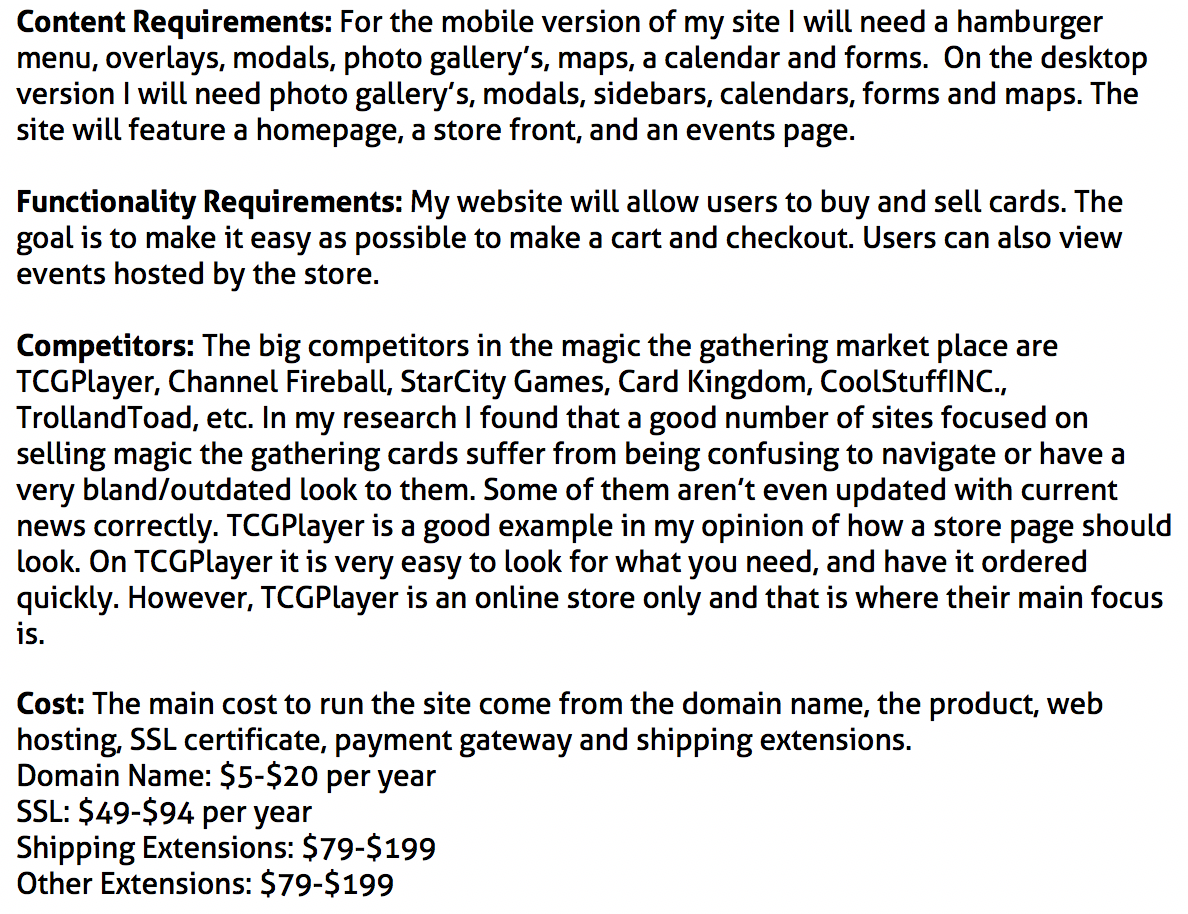 Content Requirements: For the mobile version of my site I will need a hamburger
menu, overlays, modals, photo gallery's, maps, a calendar and forms.  On the desktop
version I will need photo gallery's, modals, sidebars, calendars, forms and maps. The
site will feature a homepage, a store front, and an events page.

Functionality Requirements: My website will allow users to buy and sell cards. The
goal is to make it easy as possible to make a cart and checkout. Users can also view
events hosted by the store.

Competitors: The big competitors in the magic the gathering market place are
TCGPlayer, Channel Fireball, StarCity Games, Card Kingdom, CoolStuffINC.,
TrollandToad, etc. In my research I found that a good number of sites focused on
selling magic the gathering cards suffer from being confusing to navigate or have a
very bland/outdated look to them. Some of them aren't even updated with current
news correctly. TCGPlayer is a good example in my opinion of how a store page should
look. On TCGPlayer it is very easy to look for what you need, and have it ordered
quickly. However, TCGPlayer is an online store only and that is where their main focus
is.

Cost: The main cost to run the site come from the domain name, the product, web
hosting, SSL certificate, payment gateway and shipping extensions.
Domain Name: $5-$20 per year
SSL: $49-$94 per year
Shipping Extensions: $79-$199
Other Extensions: $79-$199